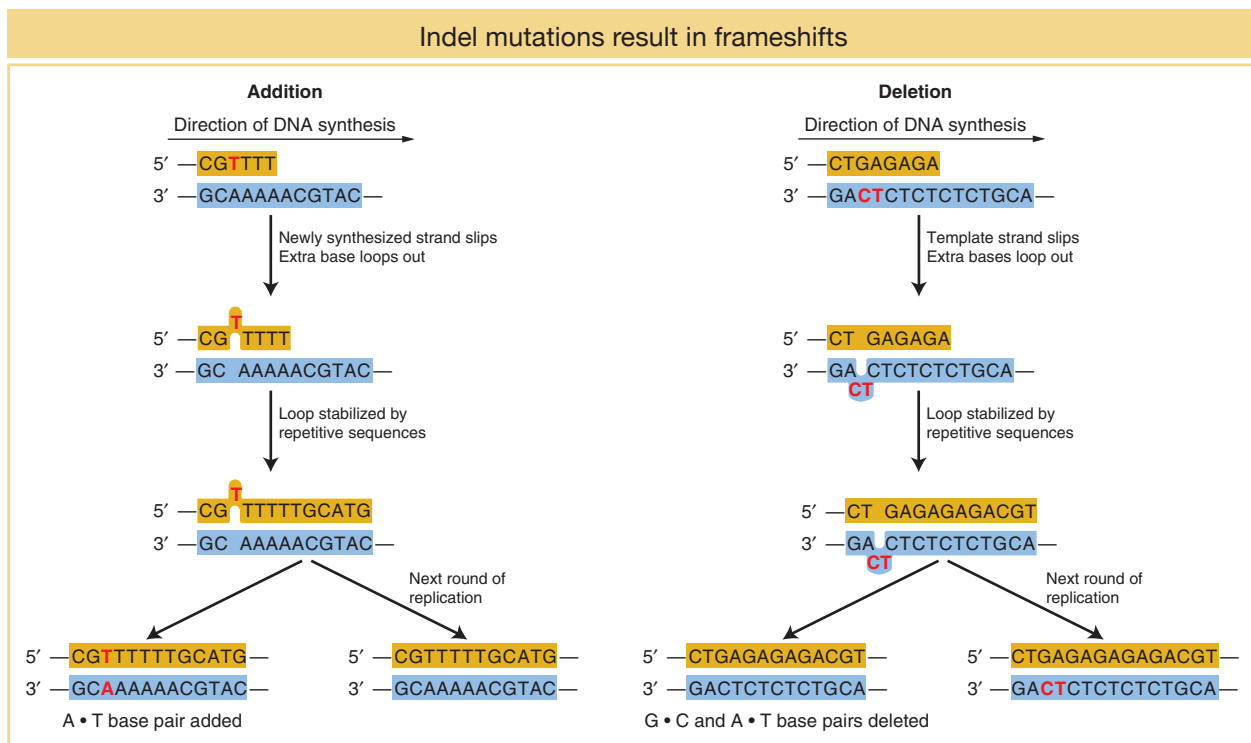 Indel mutations result in frameshifts
Addition
Direction of DNA synthesis
5′ CGTTTT
3′ GCAAAAACGTAC
Newly synthesized strand slips
Extra base loops out
T
5′ CG TTTT
3′ GC AAAAACGTAC
Loop stabilized by
repetitive sequences
T
5′ CG TTTTTGCATG
3′ GC AAAAACGTAC
Next round of
replication
5′ CGTTTTTTGCATG
3′ GCAAAAAACGTAC
A • T base pair added
5′ CGTTTTTGCATG
3′ GCAAAAACGTAC
Deletion
Direction of DNA synthesis
5′ CTGAGAGA
3′ GACTCTCTCTCTGCA
Template strand slips
Extra bases loop out
5′ CT GAGAGA
3′ GA CTCTCTCTGCA
CT
Loop stabilized by
repetitive sequences
5′ CT GAGAGAGACGT
3′ GA CTCTCTCTGCA
CT
Next round of
replication
5′ CTGAGAGAGACGT
3′ GACTCTCTCTGCA
G • C and A • T base pairs deleted
5′ CTGAGAGAGAGACGT
3′ GACTCTCTCTCTGCA